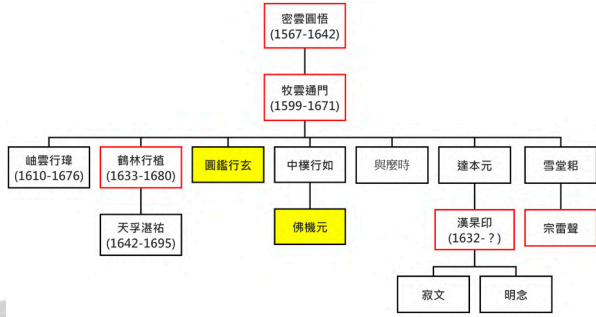 密雲圓悟
(1567-1642)
牧雲通門
(1599-1671)
岫雲行瑋
(1610-1676)
鶴林行植
(1633-1680)
圓鑑行玄
中樸行如
與麼時
達本元
雪堂䎱
天孚湛祐
(1642-1695)
佛機元
漢杲印
(1632-？)
宗雷聲
寂文
明念